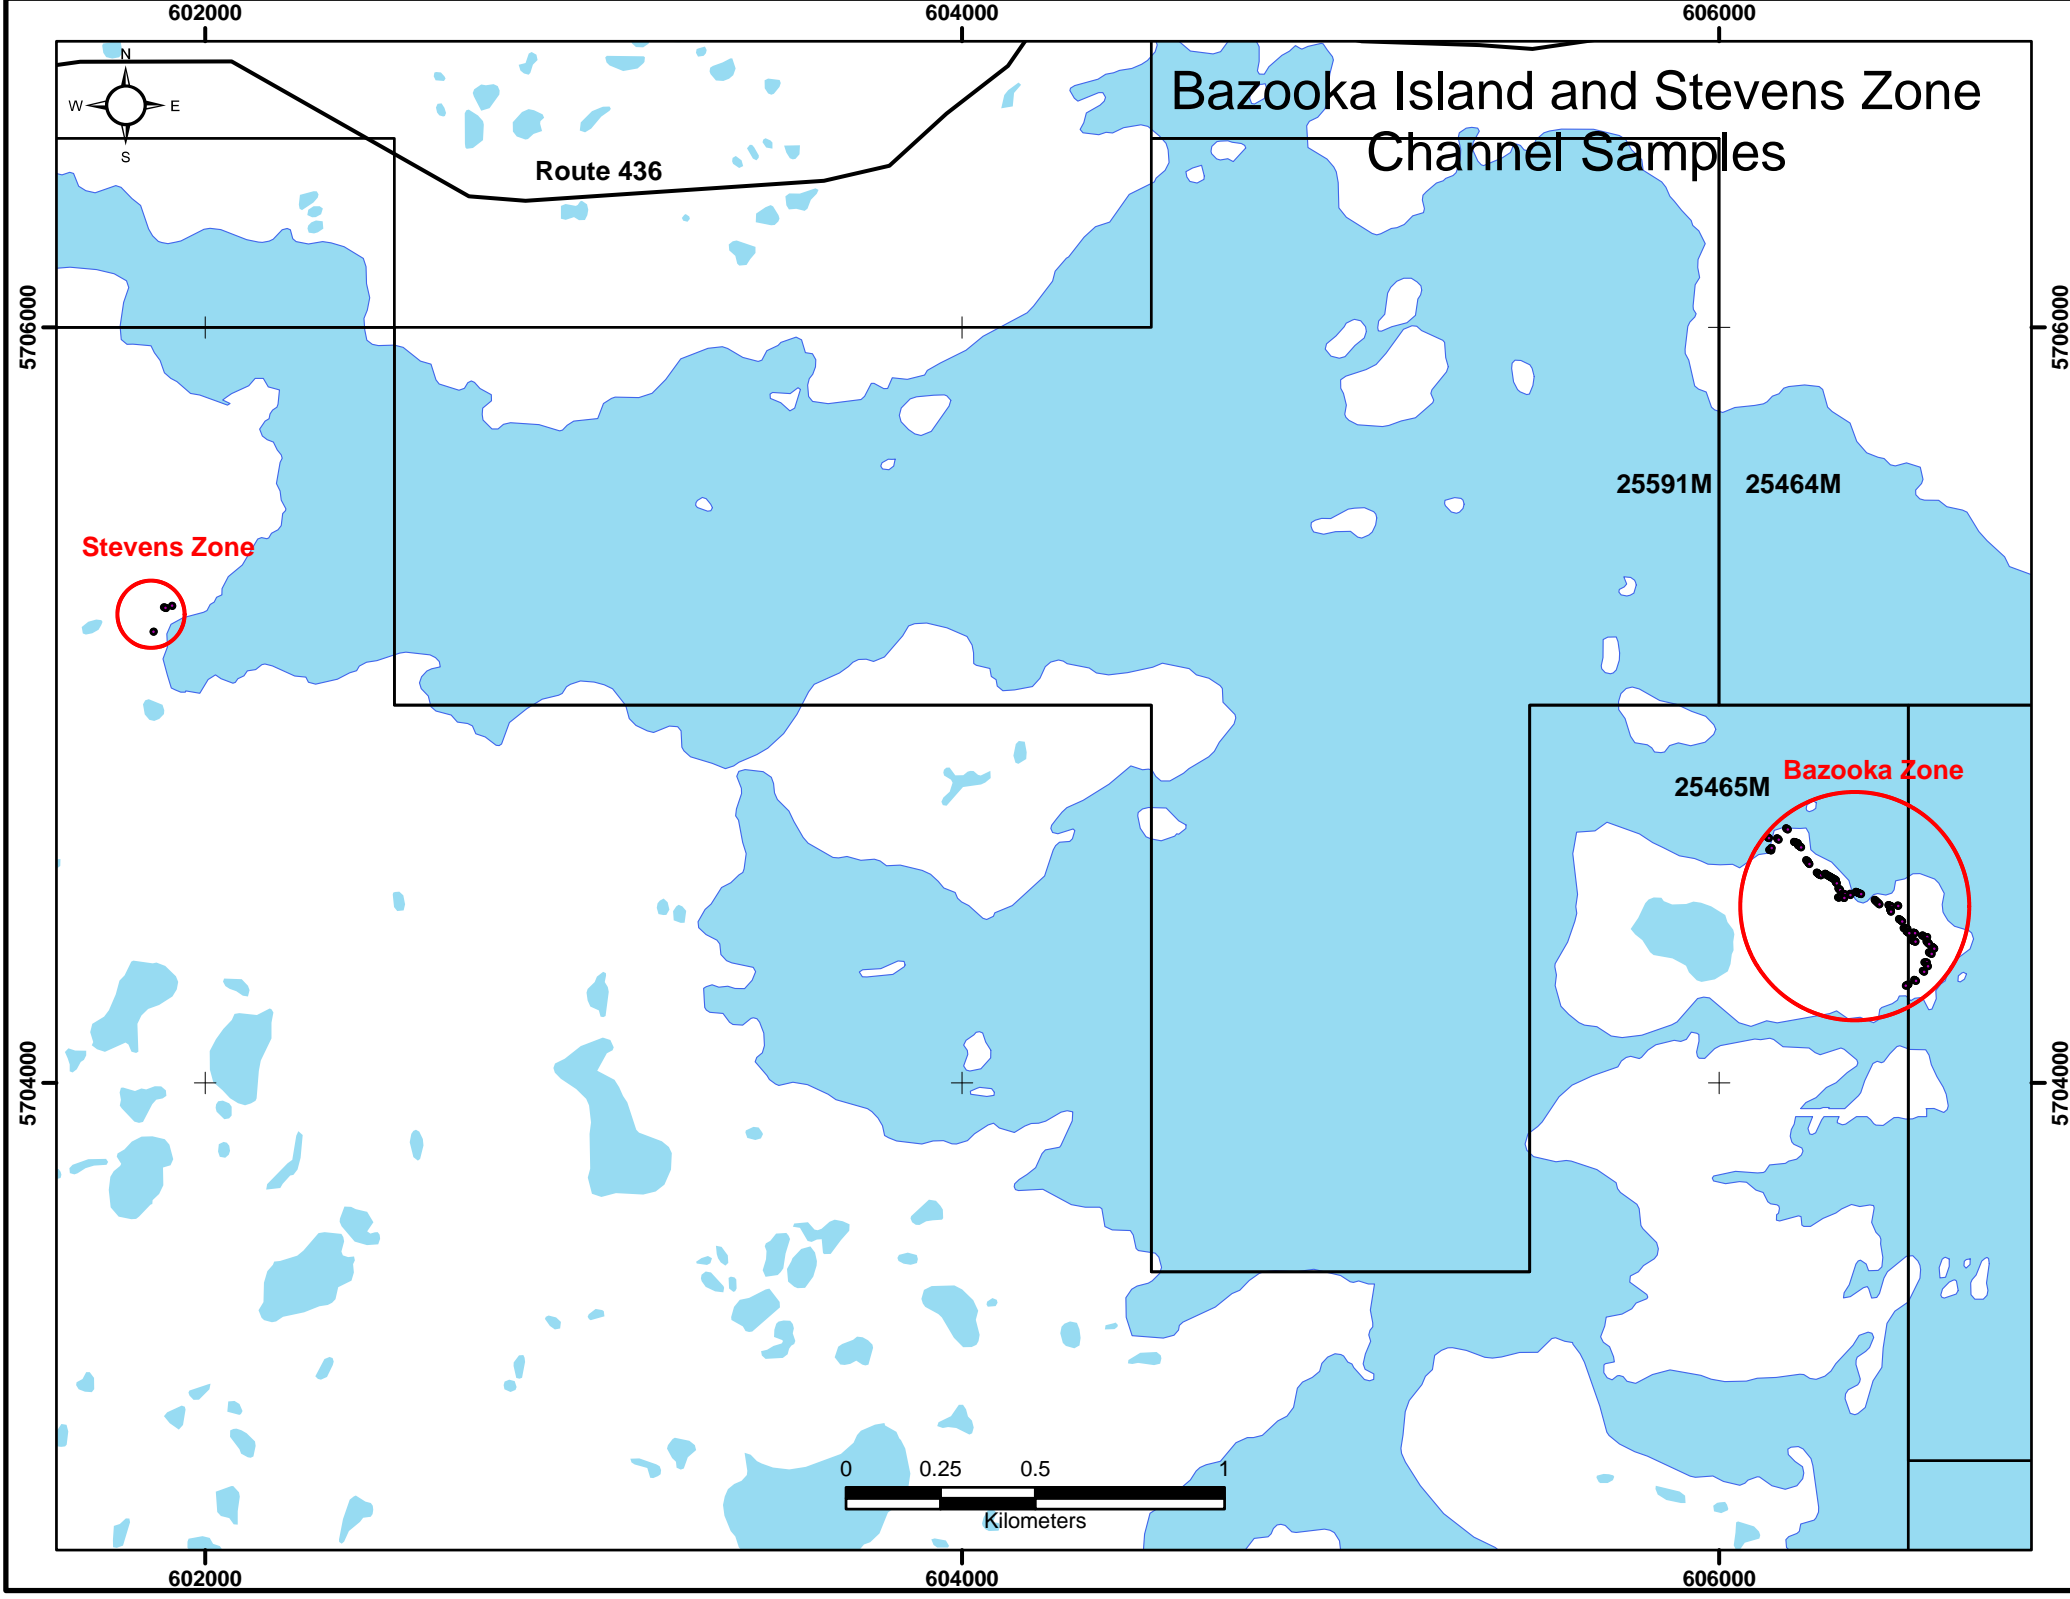 602000 604000 606000
N
W E
S
Bazooka Island and Stevens Zone
Channel Samples
Route 436
5706000 5706000
25591M 25464M
Stevens Zone
Bazooka Zone
25465M
5704000 5704000
0 0.25 0.5 1
Kilometers
602000 604000 606000